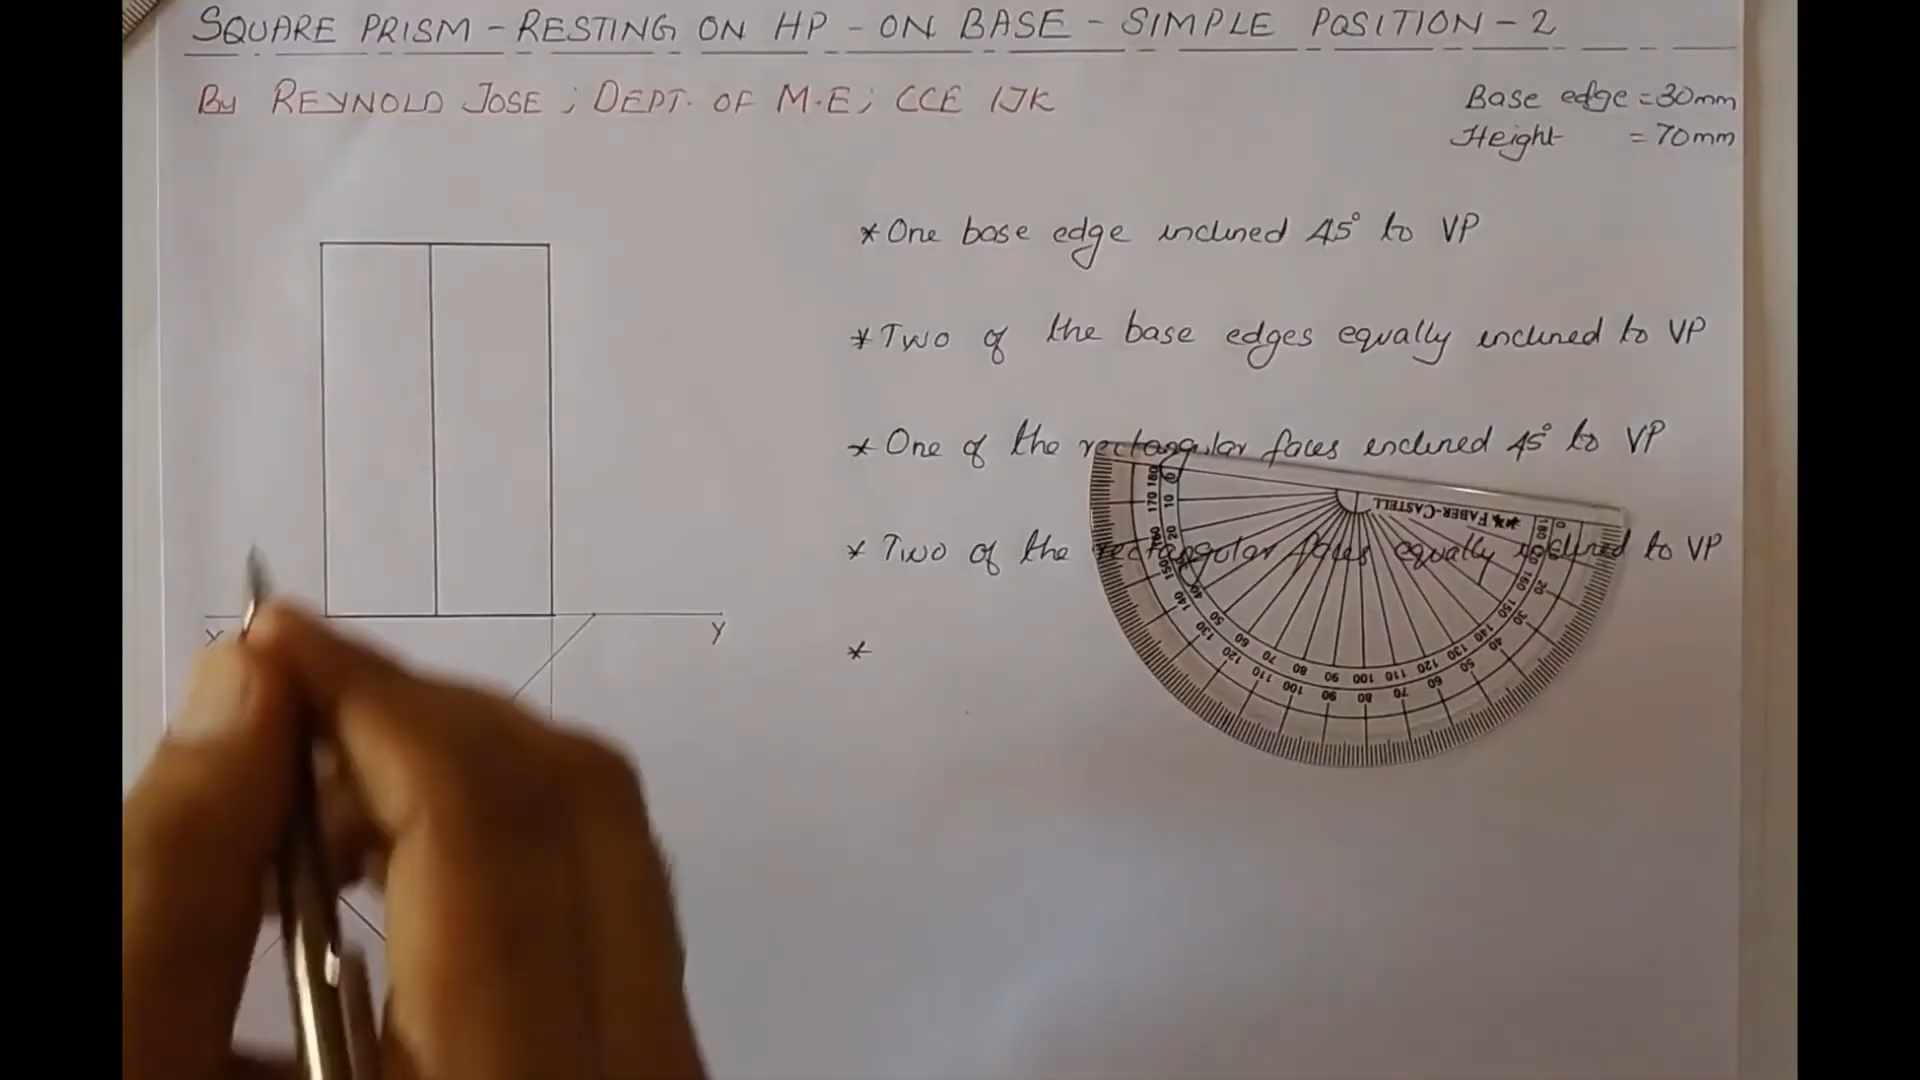 SQUARE PRISM - RESTING ON HP - ON BASE - SIMPLE POSITION - 2
By REYNOLD JOSE ; DEPT. OF M.E ; CCE IJK
Base edge = 30mm
Height = 70mm
* One base edge inclined 45° to VP
* Two of the base edges equally inclined to VP
* One of the rectangular faces inclined 45° to VP
FABER-CASTELL
* Two of the rectangular faces equally inclined to VP
X Y
*